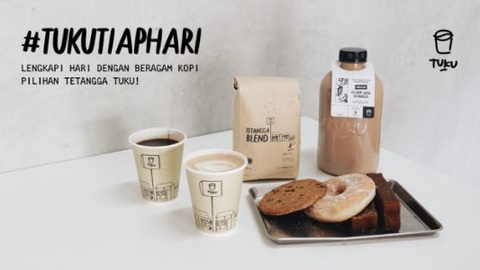 #TUKUTIAPHARI
LENGKAPI HARI DENGAN BERAGAM KOPI
PILIHAN TETANGGA TUKU!
TUKU
TETANGGA
BLEND